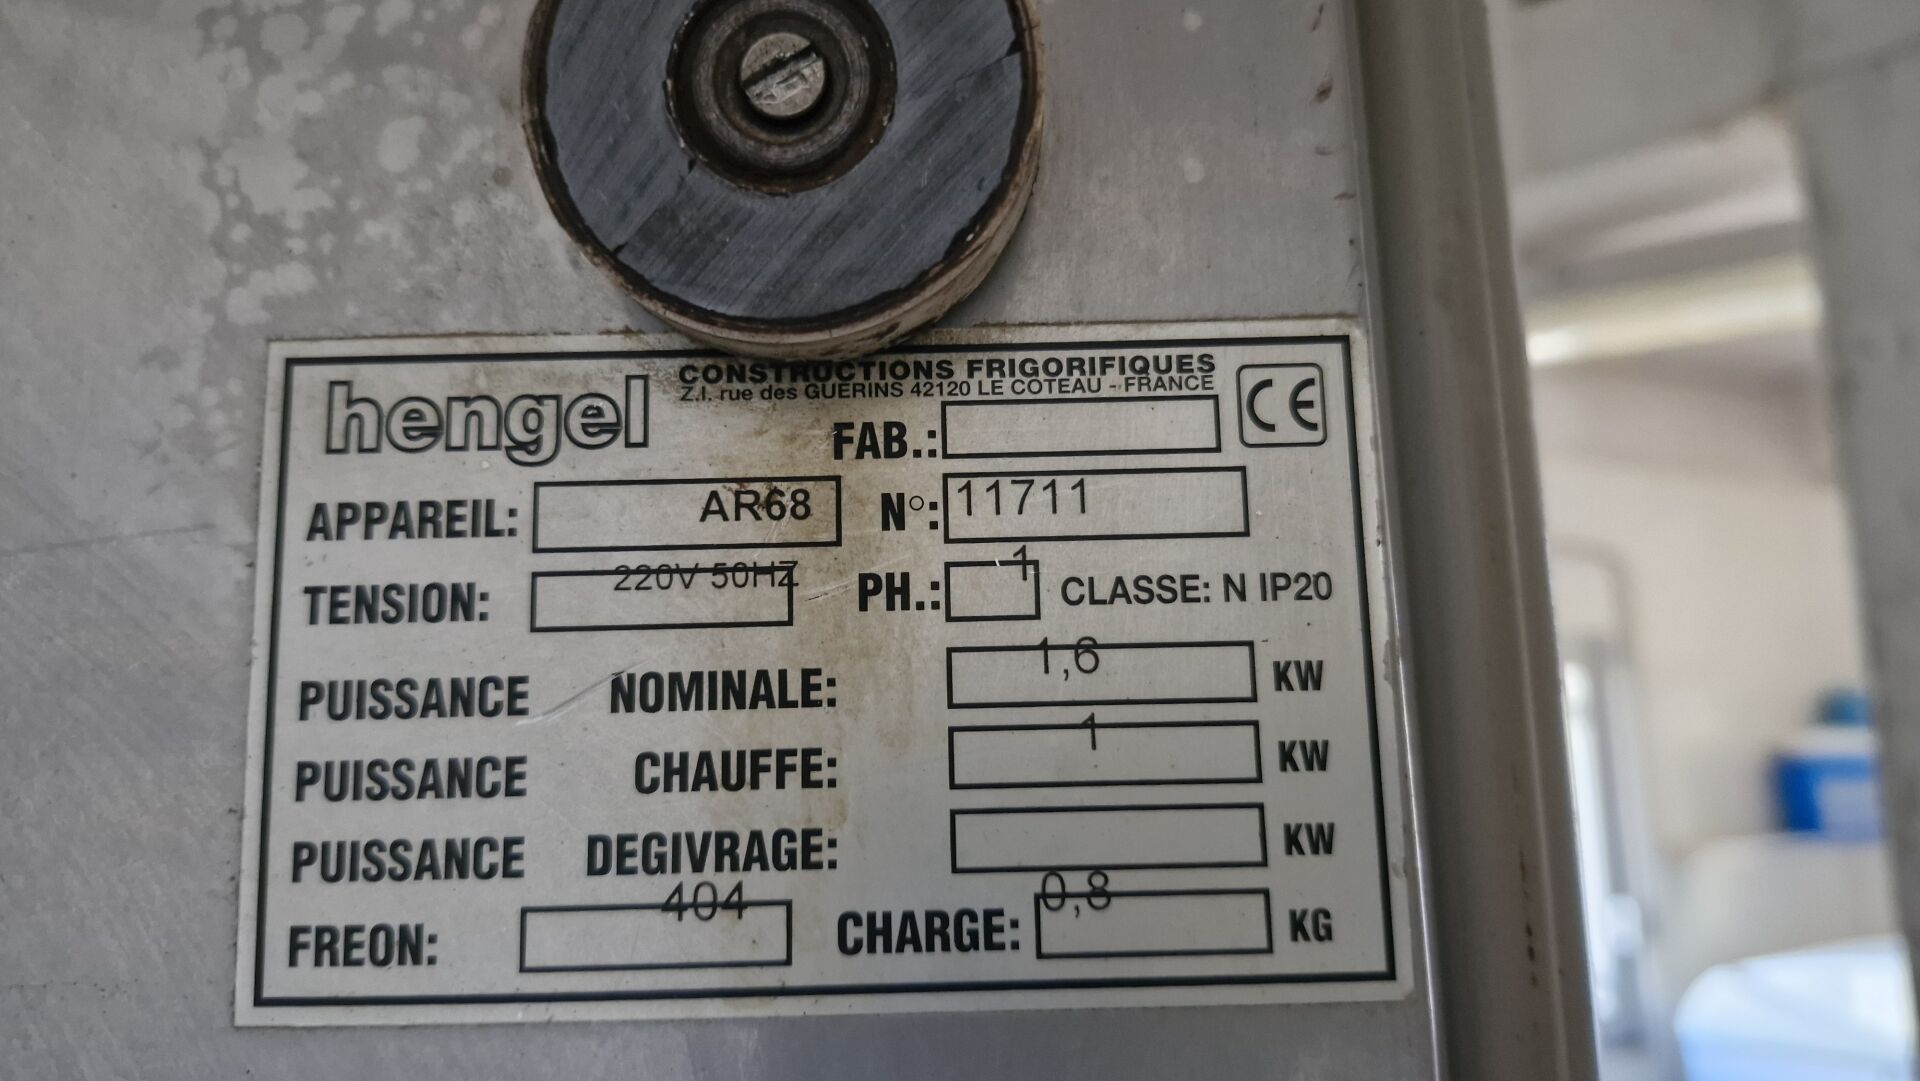 hengel
CONSTRUCTIONS FRIGORIFIQUES
Z.I. rue des GUERINS 42120 LE COTEAU - FRANCE
CE
FAB.:
APPAREIL: AR68 N°: 11711
TENSION: 220V 50HZ PH.: 1 CLASSE: N IP20
PUISSANCE NOMINALE: 1,6 KW
PUISSANCE CHAUFFE: 1 KW
PUISSANCE DEGIVRAGE: KW
FREON: 404 CHARGE: 0,8 KG